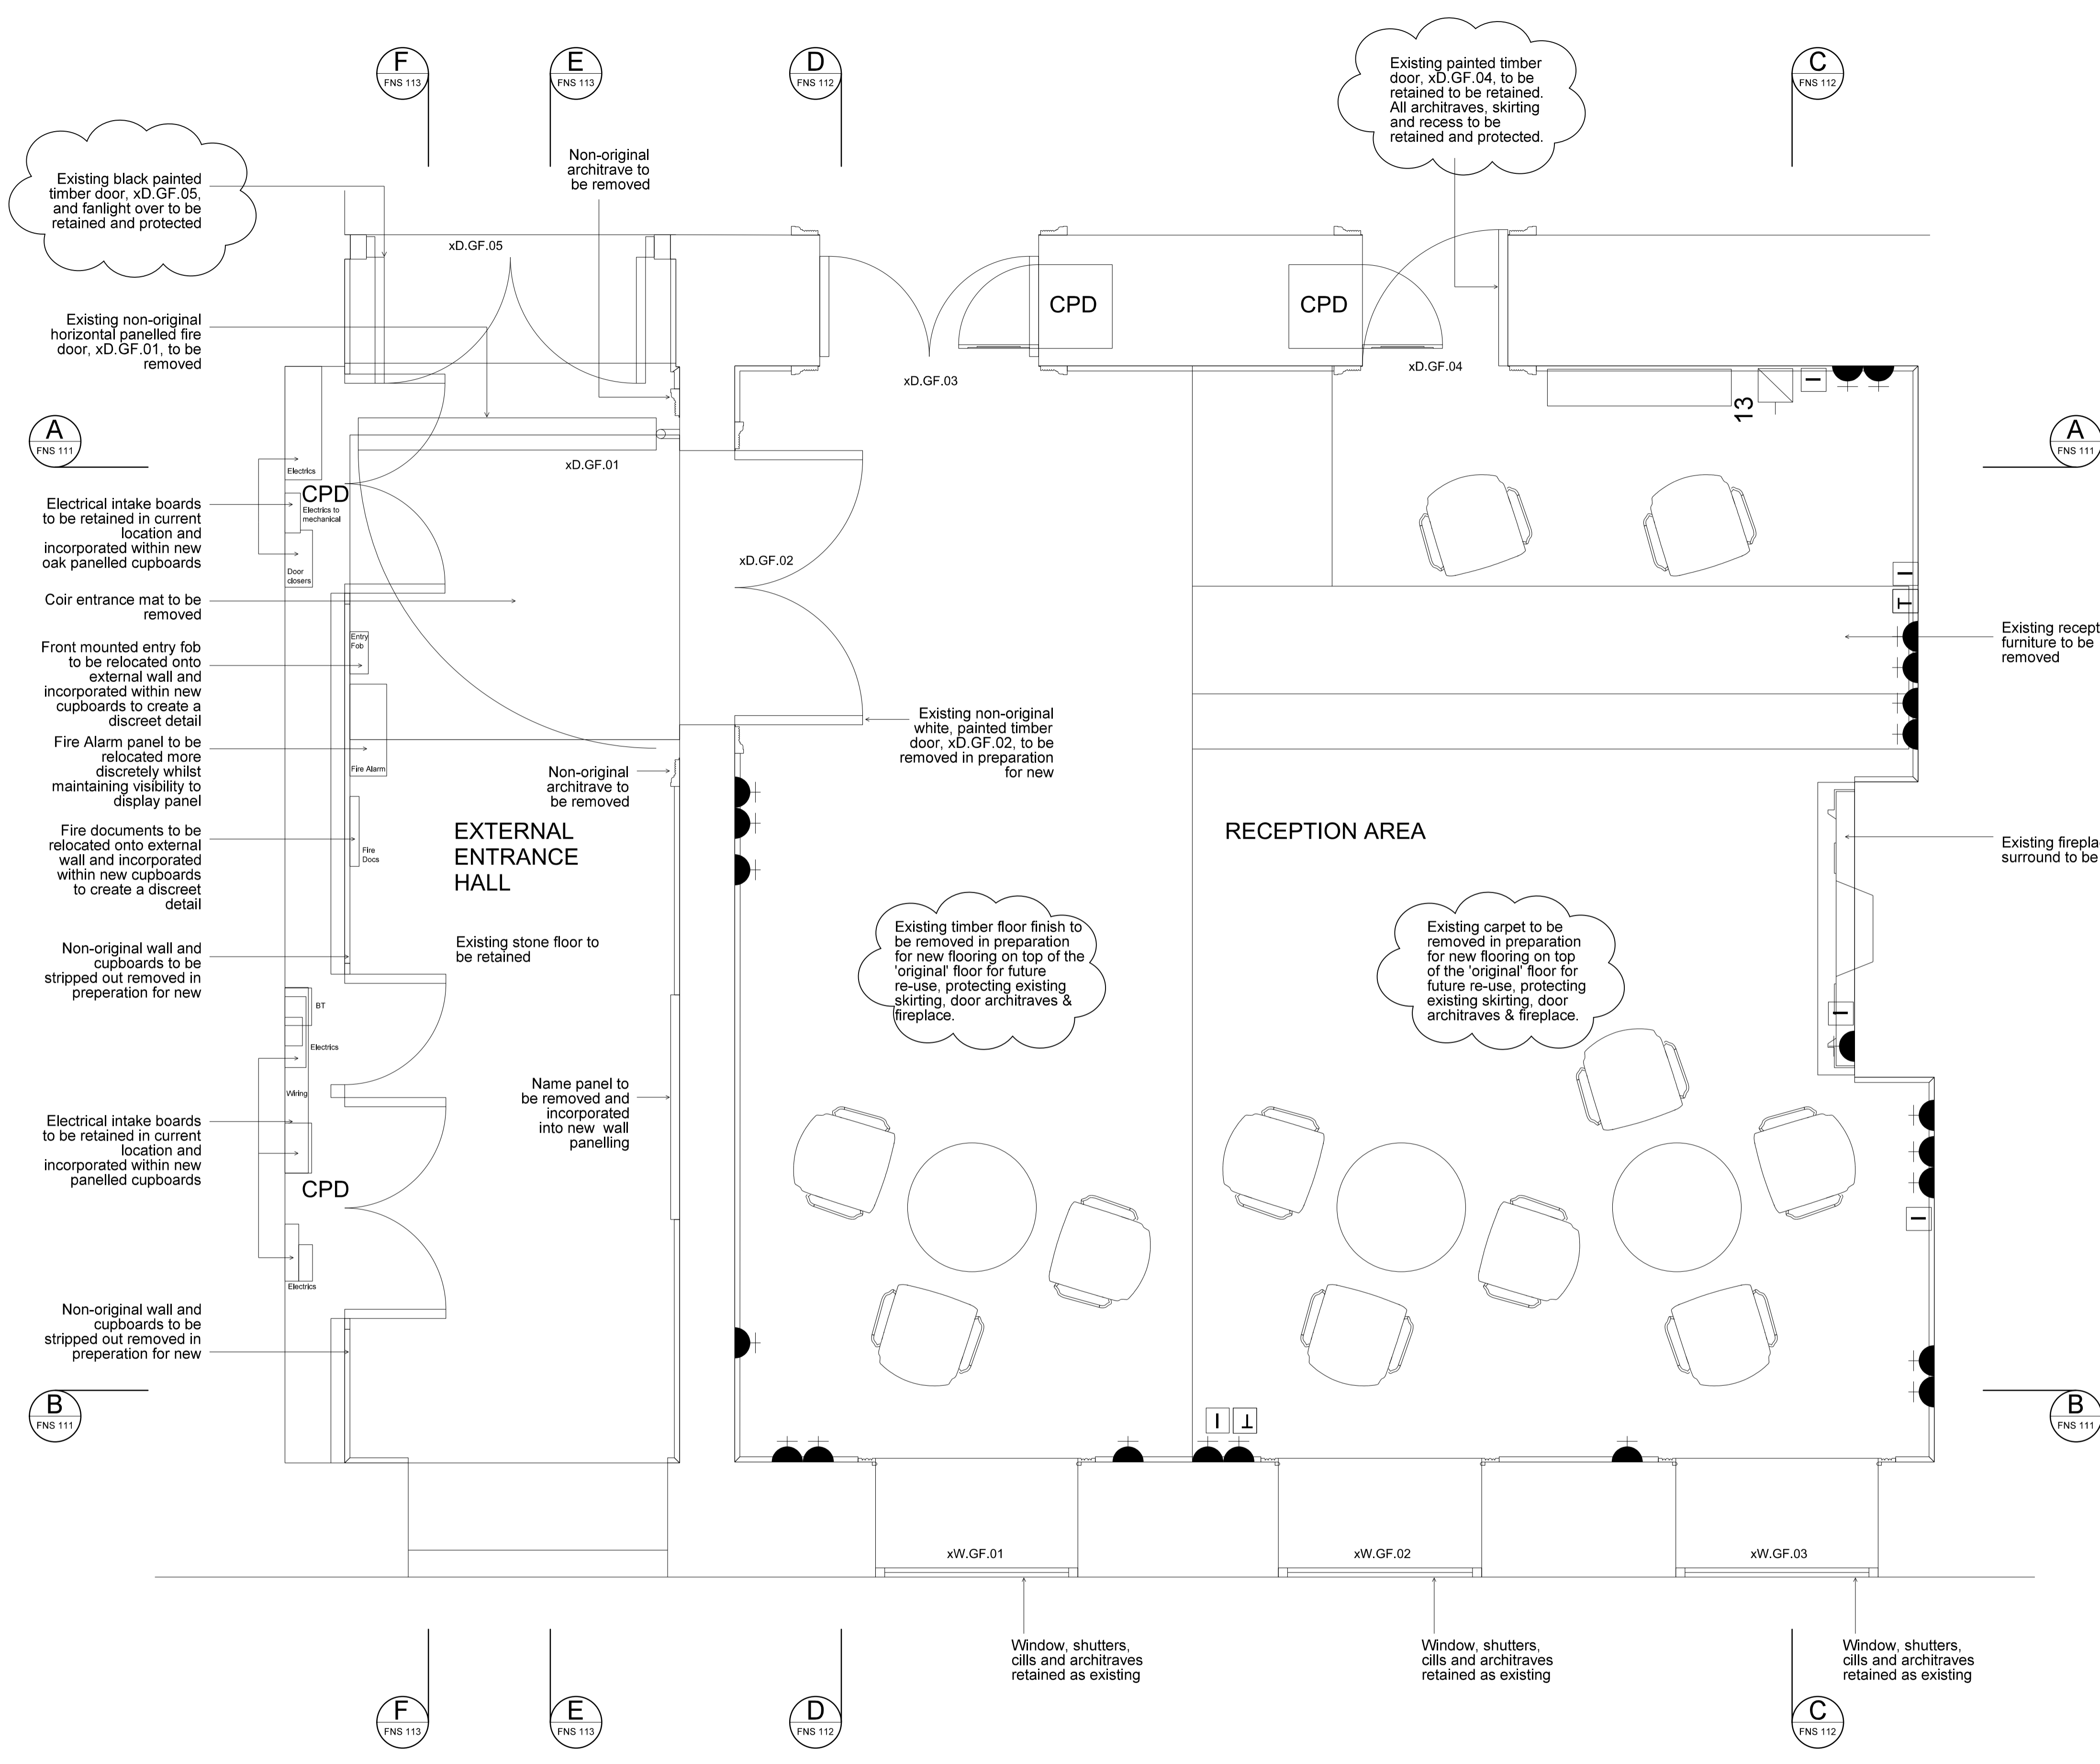 F
FNS 113
E
FNS 113
D
FNS 112
C
FNS 112
Existing painted timber
door, xD.GF.04, to be
retained to be retained.
All architraves, skirting
and recess to be
retained and protected.
Existing black painted
timber door, xD.GF.05,
and fanlight over to be
retained and protected
Non-original
architrave to
be removed
xD.GF.05
Existing non-original
horizontal panelled fire
door, xD.GF.01, to be
removed
CPD
CPD
xD.GF.03
xD.GF.04
13
A
FNS 111
A
FNS 111
xD.GF.01
Electrics
CPD
Electrics to
mechanical
Door
closers
Electrical intake boards
to be retained in current
location and
incorporated within new
oak panelled cupboards
xD.GF.02
Coir entrance mat to be
removed
Entry
Fob
Front mounted entry fob
to be relocated onto
external wall and
incorporated within new
cupboards to create a
discreet detail
Existing recept
furniture to be
removed
Existing non-original
white, painted timber
door, xD.GF.02, to be
removed in preparation
for new
Fire Alarm panel to be
relocated more
discretely whilst
maintaining visibility to
display panel
Fire Alarm
Non-original
architrave to
be removed
Fire documents to be
relocated onto external
wall and incorporated
within new cupboards
to create a discreet
detail
Fire
Docs
EXTERNAL
ENTRANCE
HALL
RECEPTION AREA
Existing firepla
surround to be
Existing stone floor to
be retained
Existing timber floor finish to
be removed in preparation
for new flooring on top of the
'original' floor for future
re-use, protecting existing
skirting, door architraves &
fireplace.
Existing carpet to be
removed in preparation
for new flooring on top
of the 'original' floor for
future re-use, protecting
existing skirting, door
architraves & fireplace.
Non-original wall and
cupboards to be
stripped out removed in
preperation for new
BT
Electrics
Wiring
Name panel to
be removed and
incorporated
into new wall
panelling
Electrical intake boards
to be retained in current
location and
incorporated within new
panelled cupboards
CPD
Electrics
Non-original wall and
cupboards to be
stripped out removed in
preperation for new
B
FNS 111
B
FNS 111
I
T
I
T
I
I
I
xW.GF.01
xW.GF.02
xW.GF.03
Window, shutters,
cills and architraves
retained as existing
Window, shutters,
cills and architraves
retained as existing
Window, shutters,
cills and architraves
retained as existing
F
FNS 113
E
FNS 113
D
FNS 112
C
FNS 112